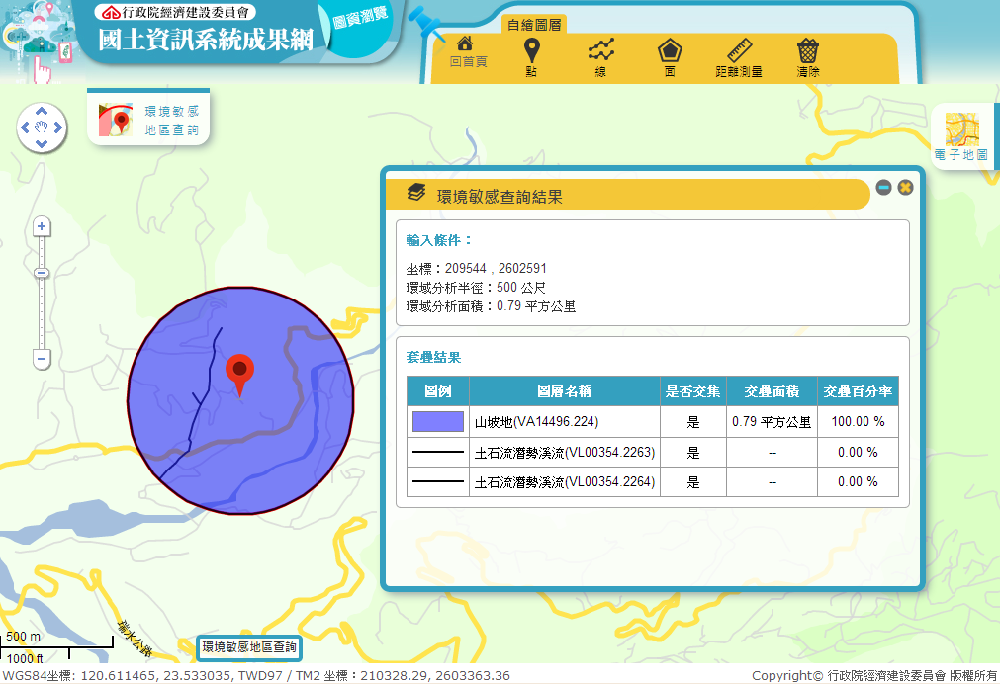 行政院經濟建設委員會
國土資訊系統成果網
圖資瀏覽
自繪圖層
回首頁
點
線
面
距離測量
清除
環境敏感
地區查詢
電子地圖
環境敏感查詢結果
輸入條件：
坐標：209544 , 2602591
環域分析半徑：500 公尺
環域分析面積：0.79 平方公里
套疊結果
圖例 圖層名稱 是否交集 交疊面積 交疊百分率
山坡地(VA14496.224) 是 0.79 平方公里 100.00 %
土石流潛勢溪流(VL00354.2263) 是 -- 0.00 %
土石流潛勢溪流(VL00354.2264) 是 -- 0.00 %
瑞水公路
500 m
1000 ft
環境敏感地區查詢
WGS84坐標: 120.611465, 23.533035, TWD97 / TM2 坐標：210328.29, 2603363.36
Copyright© 行政院經濟建設委員會 版權所有